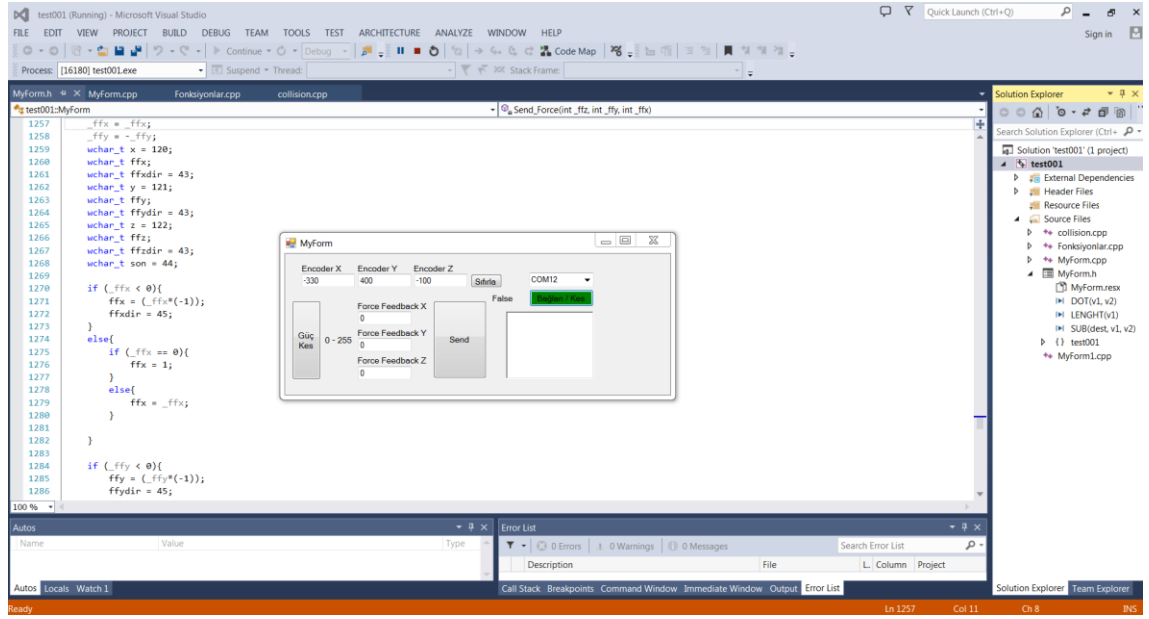 test001 (Running) - Microsoft Visual Studio
Quick Launch (Ctrl+Q)
FILE EDIT VIEW PROJECT BUILD DEBUG TEAM TOOLS TEST ARCHITECTURE ANALYZE WINDOW HELP
Sign in
Continue Debug Code Map
Process: [16180] test001.exe Suspend Thread: Stack Frame:
MyForm.h MyForm.cpp Fonksiyonlar.cpp collision.cpp
test001::MyForm Send_Force(int _ffz, int _ffy, int _ffx)
1257 _ffx = _ffx;
1258 _ffy = -_ffy;
1259 wchar_t x = 120;
1260 wchar_t ffx;
1261 wchar_t ffxdir = 43;
1262 wchar_t y = 121;
1263 wchar_t ffy;
1264 wchar_t ffydir = 43;
1265 wchar_t z = 122;
1266 wchar_t ffz;
1267 wchar_t ffzdir = 43;
1268 wchar_t son = 44;
1269
1270 if (_ffx < 0){
1271 ffx = (_ffx*(-1));
1272 ffxdir = 45;
1273 }
1274 else{
1275 if (_ffx == 0){
1276 ffx = 1;
1277 }
1278 else{
1279 ffx = _ffx;
1280 }
1281
1282 }
1283
1284 if (_ffy < 0){
1285 ffy = (_ffy*(-1));
1286 ffydir = 45;
100 %
MyForm
Encoder X Encoder Y Encoder Z
-330 400 -100 Sıfırla COM12
False Bağlan / Kes
Force Feedback X
0
Güç Kes 0 - 255 Force Feedback Y Send
0
Force Feedback Z
0
Solution Explorer
Search Solution Explorer (Ctrl+
Solution 'test001' (1 project)
test001
External Dependencies
Header Files
Resource Files
Source Files
collision.cpp
Fonksiyonlar.cpp
MyForm.cpp
MyForm.h
MyForm.resx
DOT(v1, v2)
LENGHT(v1)
SUB(dest, v1, v2)
{} test001
MyForm1.cpp
Autos
Name Value Type
Autos Locals Watch 1
Error List
0 Errors 0 Warnings 0 Messages Search Error List
Description File L.. Column Project
Call Stack Breakpoints Command Window Immediate Window Output Error List
Solution Explorer Team Explorer
Ready Ln 1257 Col 11 Ch 8 INS